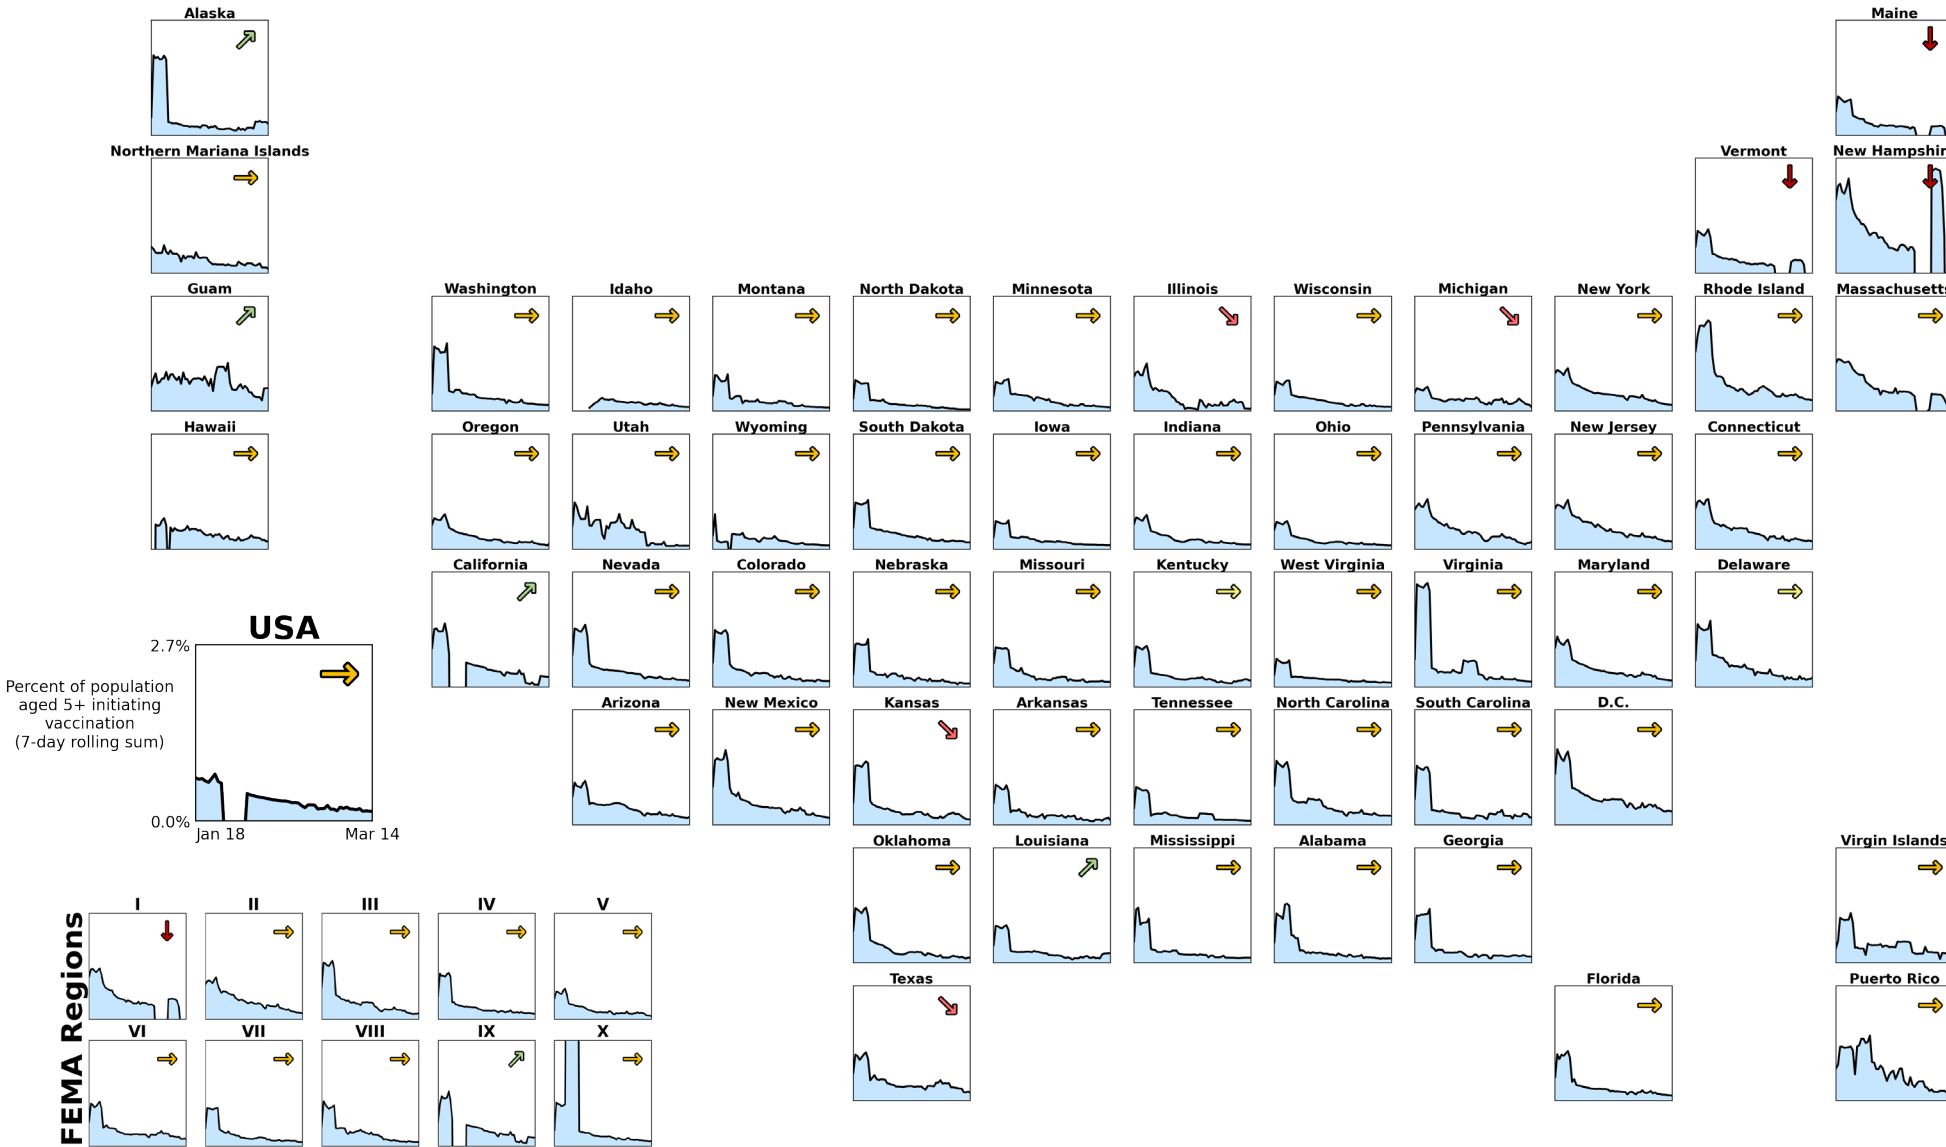 Alaska
Maine
Northern Mariana Islands
Vermont
New Hampshir
Guam
Washington
Idaho
Montana
North Dakota
Minnesota
Illinois
Wisconsin
Michigan
New York
Rhode Island
Massachusetts
Hawaii
Oregon
Utah
Wyoming
South Dakota
Iowa
Indiana
Ohio
Pennsylvania
New Jersey
Connecticut
California
Nevada
Colorado
Nebraska
Missouri
Kentucky
West Virginia
Virginia
Maryland
Delaware
USA
2.7%
Percent of population
aged 5+ initiating
vaccination
(7-day rolling sum)
0.0%
Jan 18
Mar 14
Arizona
New Mexico
Kansas
Arkansas
Tennessee
North Carolina
South Carolina
D.C.
Oklahoma
Louisiana
Mississippi
Alabama
Georgia
Virgin Islands
Texas
Florida
Puerto Rico
FEMA Regions
I
II
III
IV
V
VI
VII
VIII
IX
X